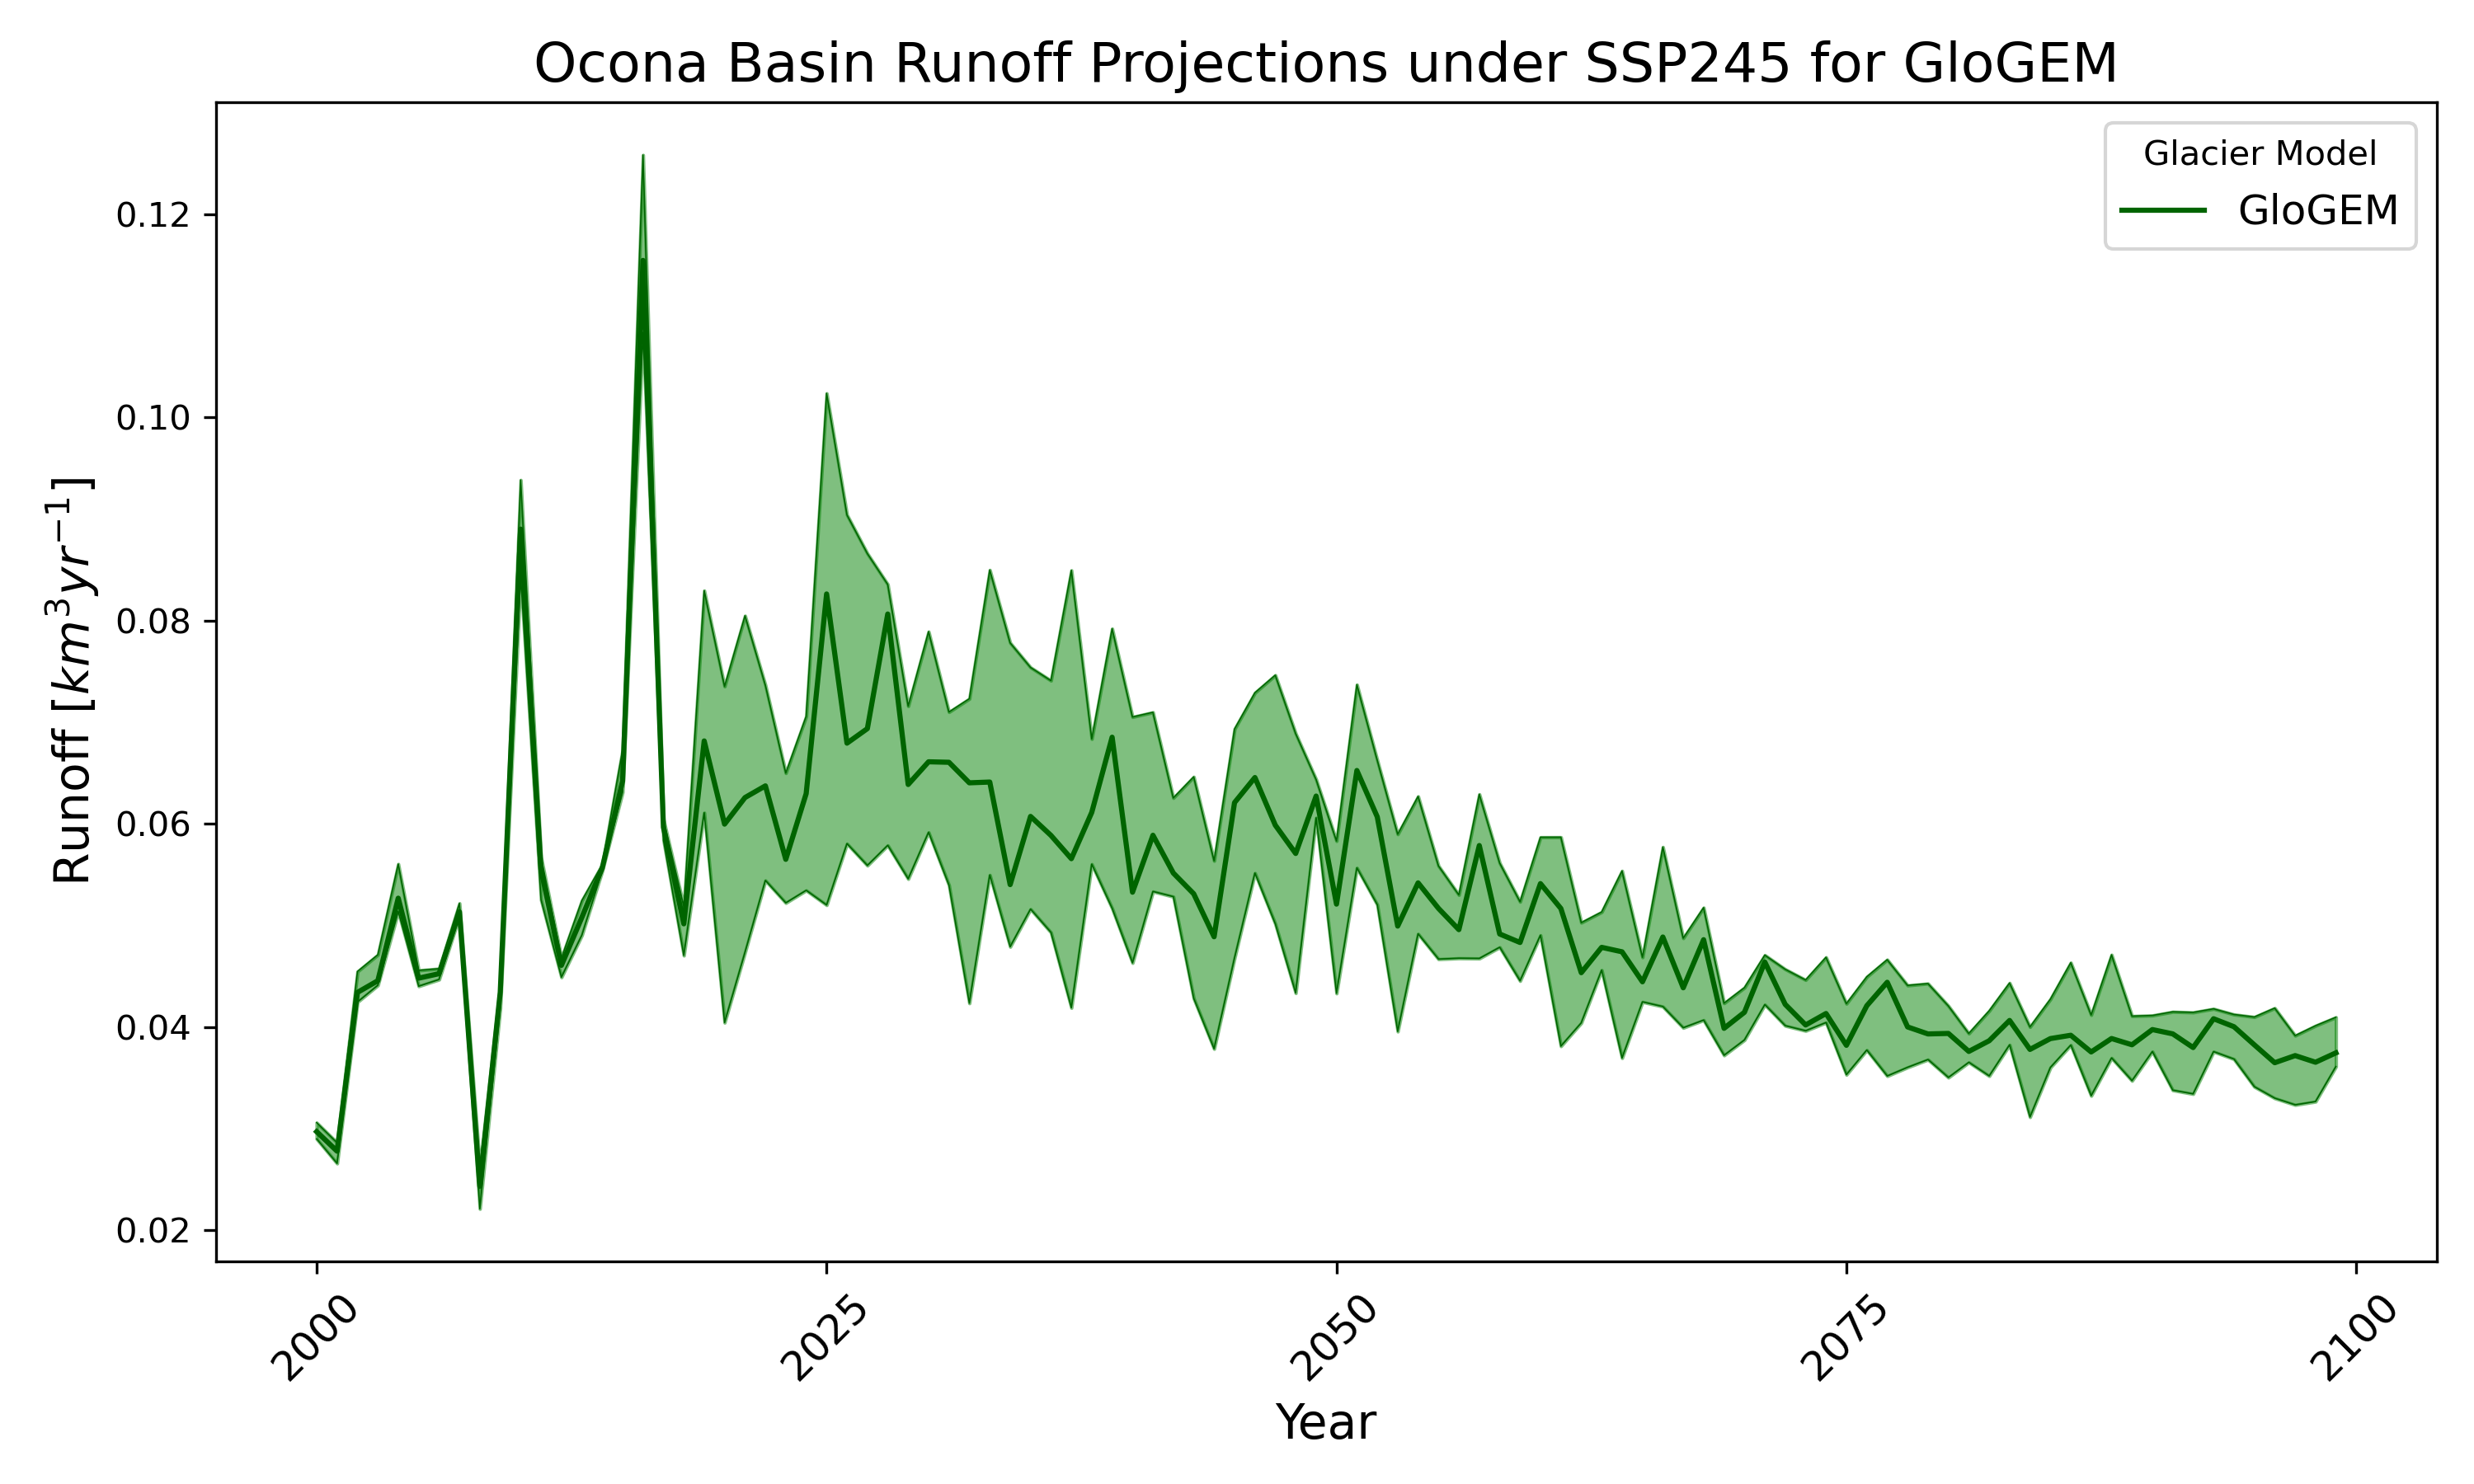 Ocona Basin Runoff Projections under SSP245 for GloGEM
Glacier Model
GloGEM
Runoff [km³yr⁻¹]
0.12
0.10
0.08
0.06
0.04
0.02
2000
2025
2050
2075
2100
Year